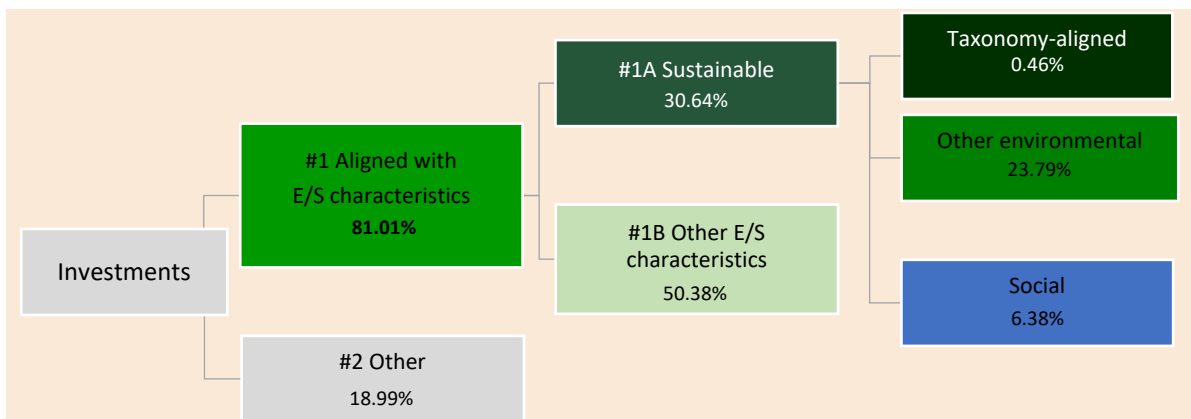 Investments
#1 Aligned with
E/S characteristics
81.01%
#2 Other
18.99%
#1A Sustainable
30.64%
#1B Other E/S
characteristics
50.38%
Taxonomy-aligned
0.46%
Other environmental
23.79%
Social
6.38%